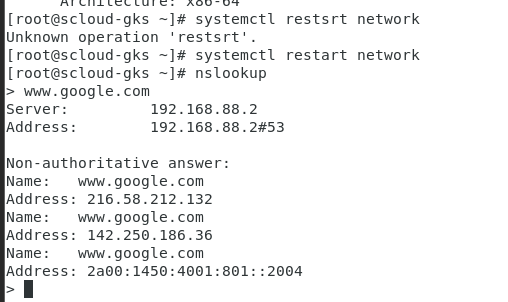 Architecture: x86-64
[root@scloud-gks ~]# systemctl restsrt network
Unknown operation 'restsrt'.
[root@scloud-gks ~]# systemctl restart network
[root@scloud-gks ~]# nslookup
> www.google.com
Server:         192.168.88.2
Address:        192.168.88.2#53

Non-authoritative answer:
Name:   www.google.com
Address: 216.58.212.132
Name:   www.google.com
Address: 142.250.186.36
Name:   www.google.com
Address: 2a00:1450:4001:801::2004
>